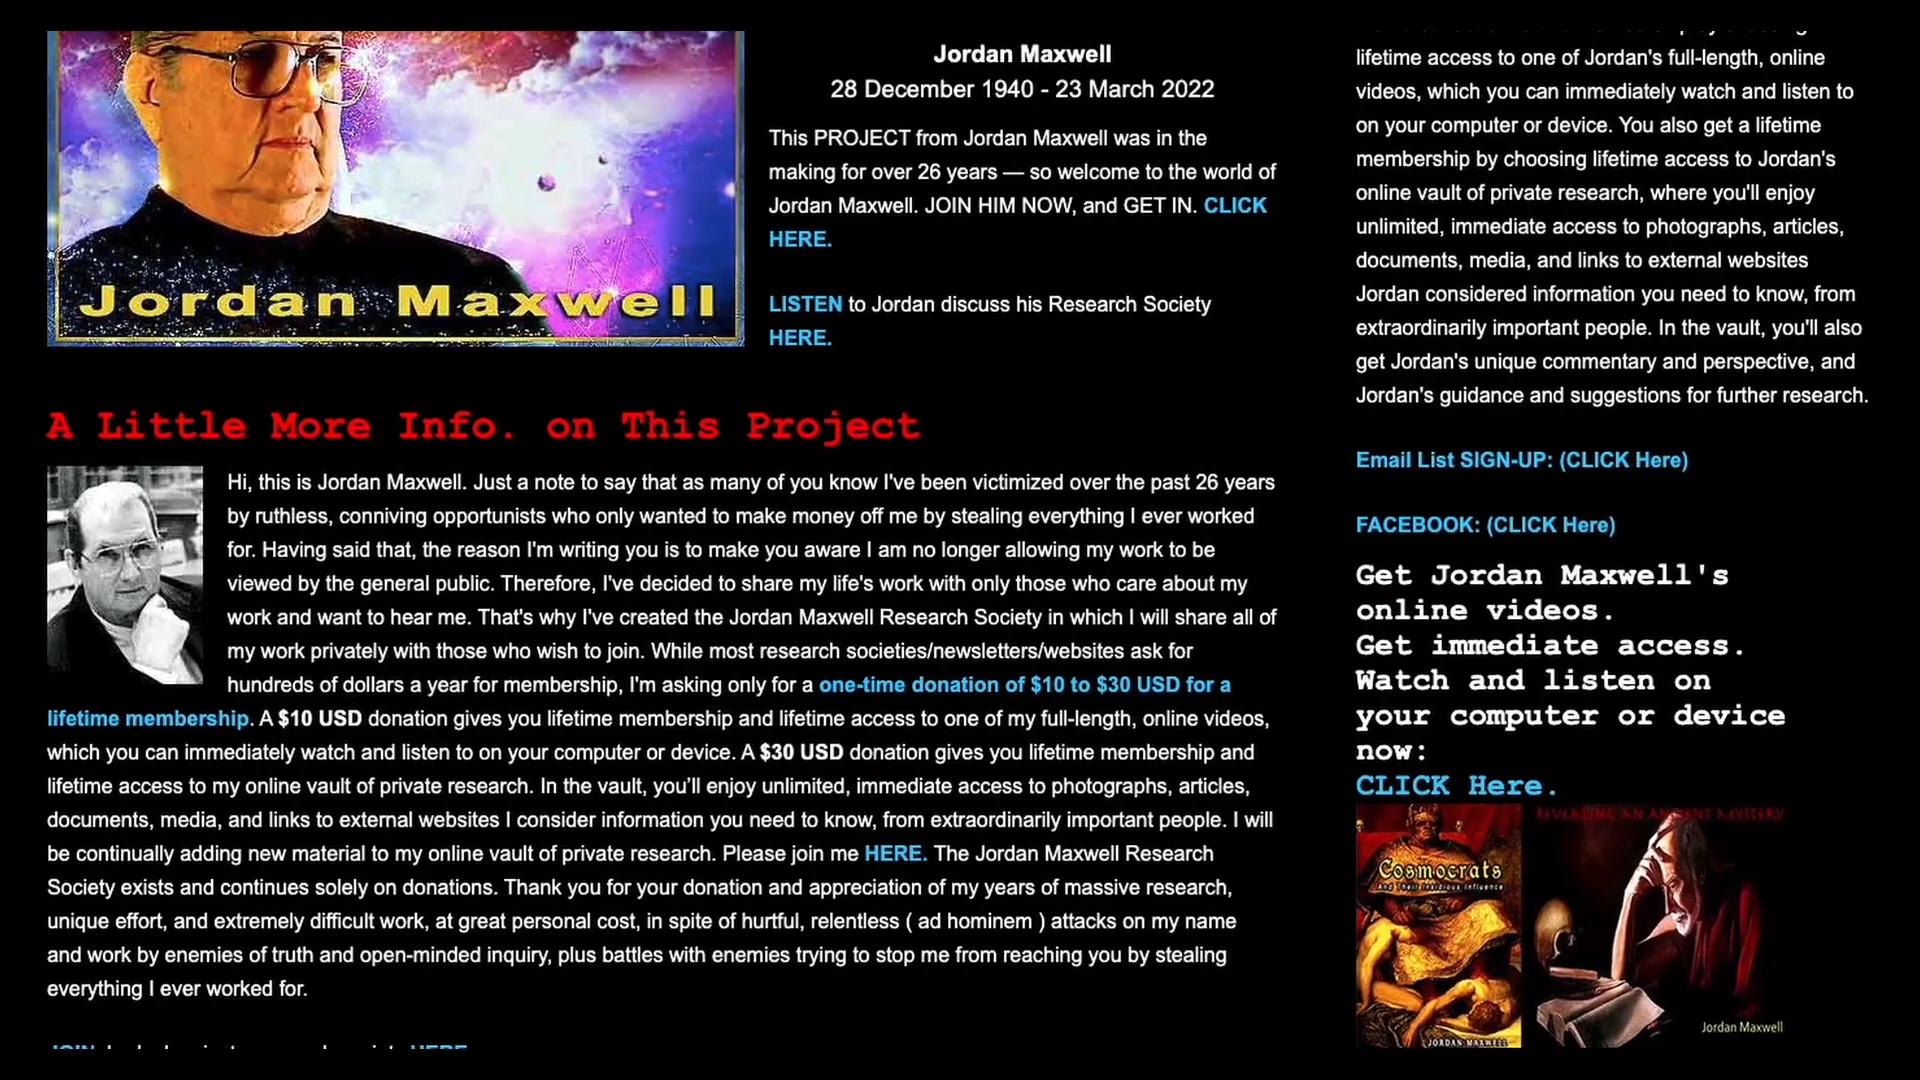 Jordan Maxwell
Jordan Maxwell
28 December 1940 - 23 March 2022
This PROJECT from Jordan Maxwell was in the
making for over 26 years — so welcome to the world of
Jordan Maxwell. JOIN HIM NOW, and GET IN. CLICK
HERE.
LISTEN to Jordan discuss his Research Society
HERE.
A Little More Info. on This Project
Hi, this is Jordan Maxwell. Just a note to say that as many of you know I've been victimized over the past 26 years
by ruthless, conniving opportunists who only wanted to make money off me by stealing everything I ever worked
for. Having said that, the reason I'm writing you is to make you aware I am no longer allowing my work to be
viewed by the general public. Therefore, I've decided to share my life's work with only those who care about my
work and want to hear me. That's why I've created the Jordan Maxwell Research Society in which I will share all of
my work privately with those who wish to join. While most research societies/newsletters/websites ask for
hundreds of dollars a year for membership, I'm asking only for a one-time donation of $10 to $30 USD for a
lifetime membership. A $10 USD donation gives you lifetime membership and lifetime access to one of my full-length, online videos,
which you can immediately watch and listen to on your computer or device. A $30 USD donation gives you lifetime membership and
lifetime access to my online vault of private research. In the vault, you’ll enjoy unlimited, immediate access to photographs, articles,
documents, media, and links to external websites I consider information you need to know, from extraordinarily important people. I will
be continually adding new material to my online vault of private research. Please join me HERE. The Jordan Maxwell Research
Society exists and continues solely on donations. Thank you for your donation and appreciation of my years of massive research,
unique effort, and extremely difficult work, at great personal cost, in spite of hurtful, relentless ( ad hominem ) attacks on my name
and work by enemies of truth and open-minded inquiry, plus battles with enemies trying to stop me from reaching you by stealing
everything I ever worked for.
lifetime access to one of Jordan's full-length, online
videos, which you can immediately watch and listen to
on your computer or device. You also get a lifetime
membership by choosing lifetime access to Jordan's
online vault of private research, where you'll enjoy
unlimited, immediate access to photographs, articles,
documents, media, and links to external websites
Jordan considered information you need to know, from
extraordinarily important people. In the vault, you'll also
get Jordan's unique commentary and perspective, and
Jordan's guidance and suggestions for further research.
Email List SIGN-UP: (CLICK Here)
FACEBOOK: (CLICK Here)
Get Jordan Maxwell's
online videos.
Get immediate access.
Watch and listen on
your computer or device
now:
CLICK Here.
Cosmocrats
And Their Insidious Influence
JORDAN MAXWELL
REVEALING AN ANCIENT MYSTERY
Jordan Maxwell